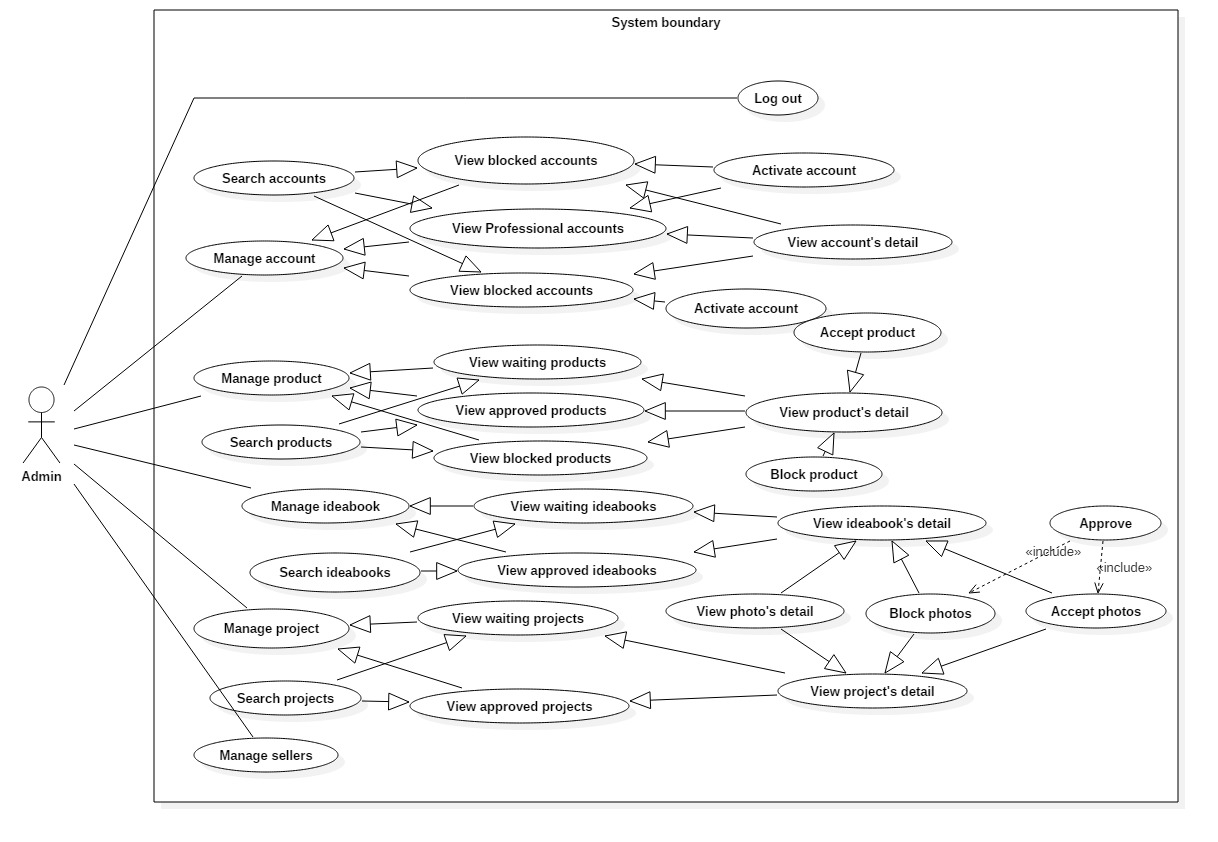 System boundary
Log out
View blocked accounts
Search accounts
Activate account
View Professional accounts
View account's detail
Manage account
View blocked accounts
Activate account
Accept product
View waiting products
Manage product
View approved products
View product's detail
Search products
View blocked products
Block product
Admin
Manage ideabook
View waiting ideabooks
View ideabook's detail
Approve
«include»
«include»
Search ideabooks
View approved ideabooks
View photo's detail
Block photos
Accept photos
View waiting projects
Manage project
View project's detail
Search projects
View approved projects
Manage sellers